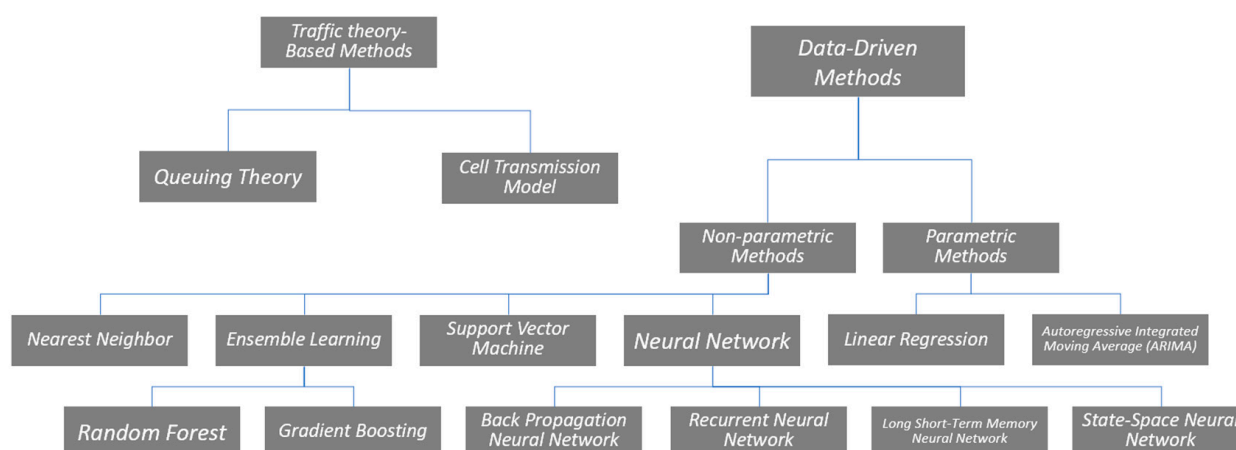 Traffic theory-
Based Methods
Data-Driven
Methods
Queuing Theory
Cell Transmission
Model
Non-parametric
Methods
Parametric
Methods
Nearest Neighbor
Ensemble Learning
Support Vector
Machine
Neural Network
Linear Regression
Autoregressive Integrated
Moving Average (ARIMA)
Random Forest
Gradient Boosting
Back Propagation
Neural Network
Recurrent Neural
Network
Long Short-Term Memory
Neural Network
State-Space Neural
Network